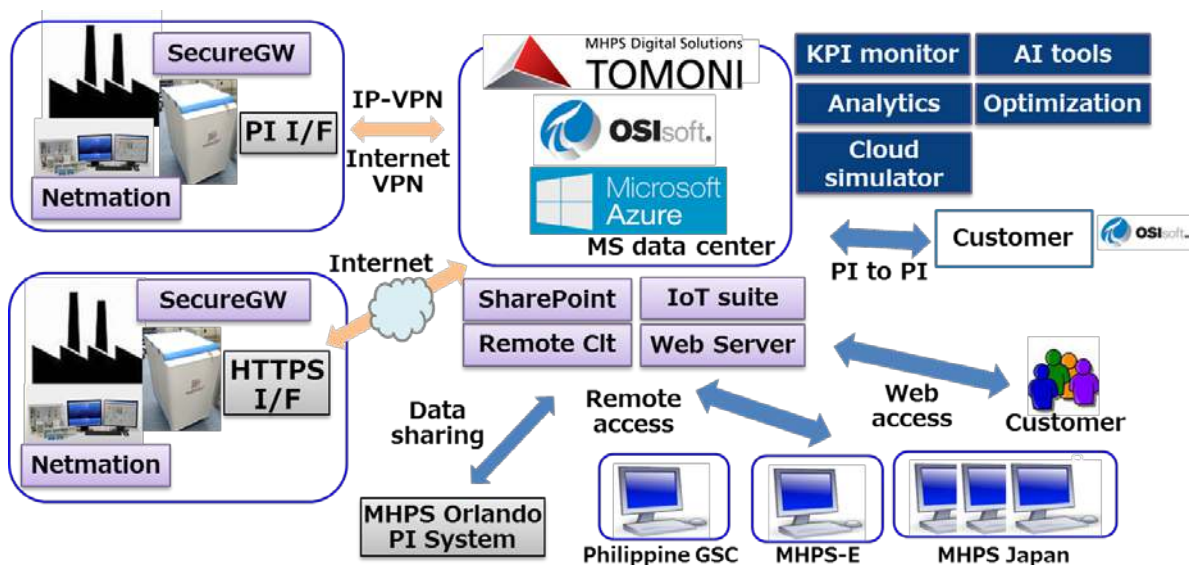 SecureGW
PI I/F
Netmation
IP-VPN
Internet
VPN
MHPS Digital Solutions
TOMONI
OSIsoft.
Microsoft
Azure
MS data center
KPI monitor
AI tools
Analytics
Optimization
Cloud
simulator
Customer
OSIsoft.
PI to PI
Internet
SecureGW
HTTPS
I/F
Netmation
SharePoint
IoT suite
Remote Clt
Web Server
Data
sharing
Remote
access
Web
access
Customer
MHPS Orlando
PI System
Philippine GSC
MHPS-E
MHPS Japan